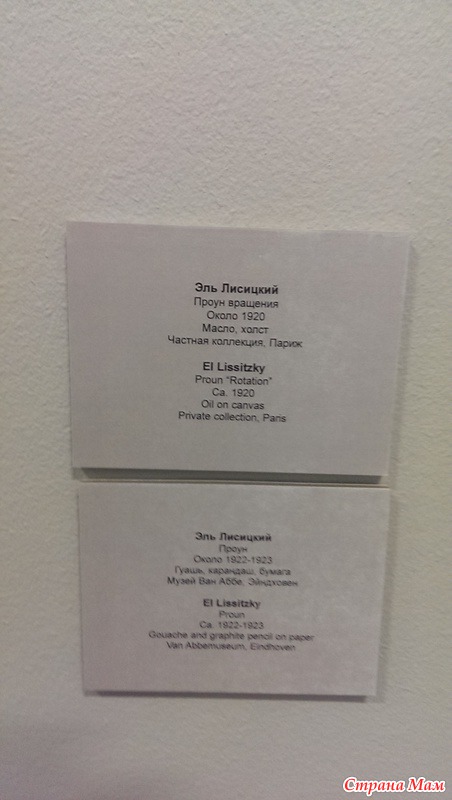 Эль Лисицкий
Проун вращения
Около 1920
Масло, холст
Частная коллекция, Париж
El Lissitzky
Proun “Rotation”
Ca. 1920
Oil on canvas
Private collection, Paris
Эль Лисицкий
Проун
Около 1922-1923
Гуашь, карандаш, бумага
Музей Ван Аббе, Эйндховен
El Lissitzky
Proun
Ca. 1922-1923
Gouache and graphite pencil on paper
Van Abbemuseum, Eindhoven
Страна Мам